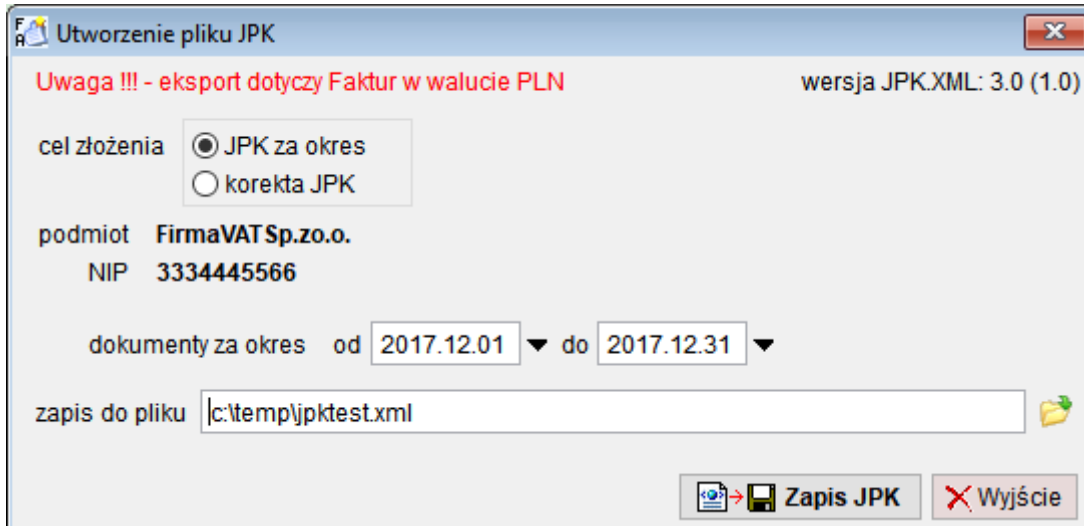 FA Utworzenie pliku JPK
Uwaga !!! - eksport dotyczy Faktur w walucie PLN wersja JPK.XML: 3.0 (1.0)
cel złożenia JPK za okres
korekta JPK
podmiot FirmaVATSp.zo.o.
NIP 3334445566
dokumenty za okres od 2017.12.01 do 2017.12.31
zapis do pliku c:\temp\jpktest.xml
Zapis JPK Wyjście